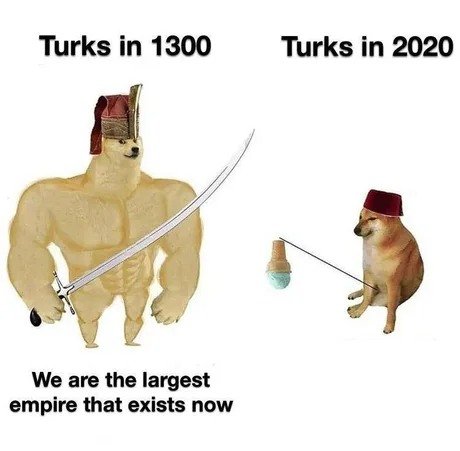 Turks in 1300
Turks in 2020
We are the largest
empire that exists now